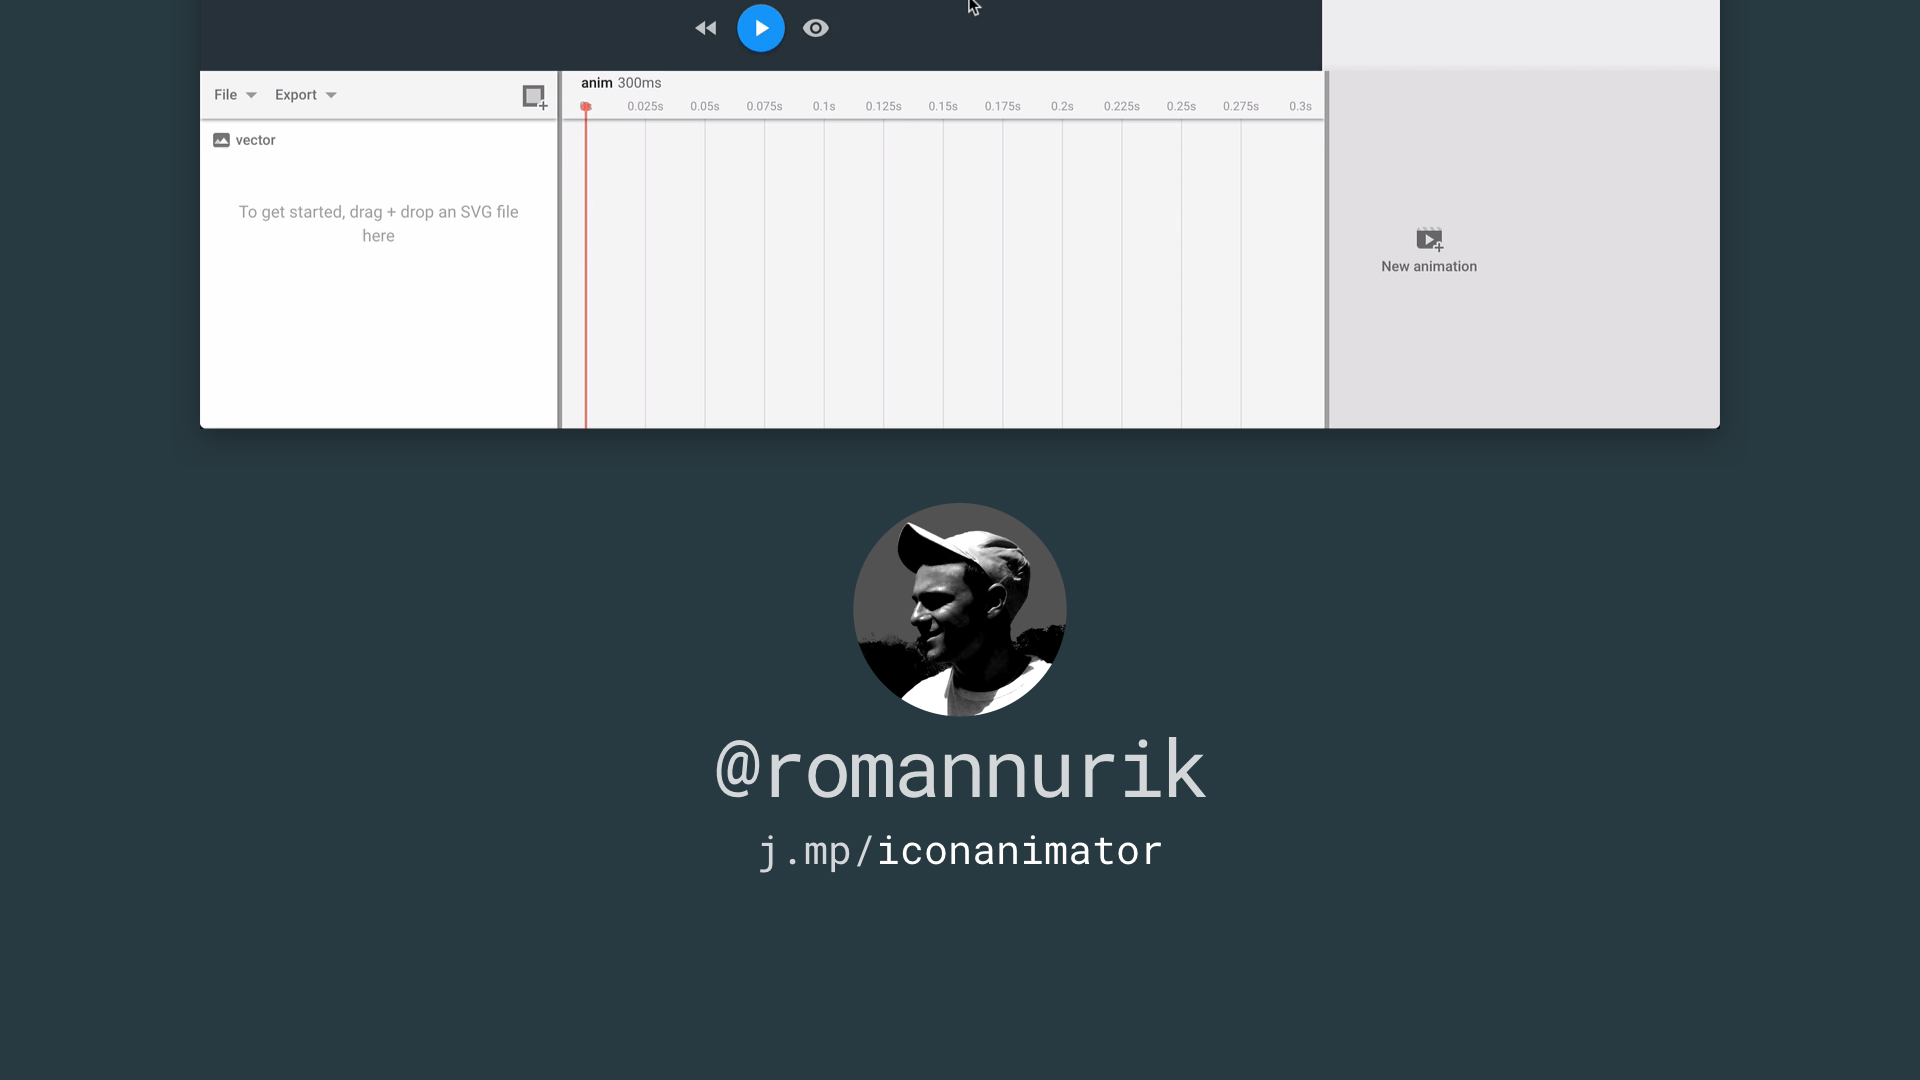 anim 300ms
File Export
0.025s 0.05s 0.075s 0.1s 0.125s 0.15s 0.175s 0.2s 0.225s 0.25s 0.275s 0.3s
vector
To get started, drag + drop an SVG file
here
New animation
@romannurik
j.mp/iconanimator